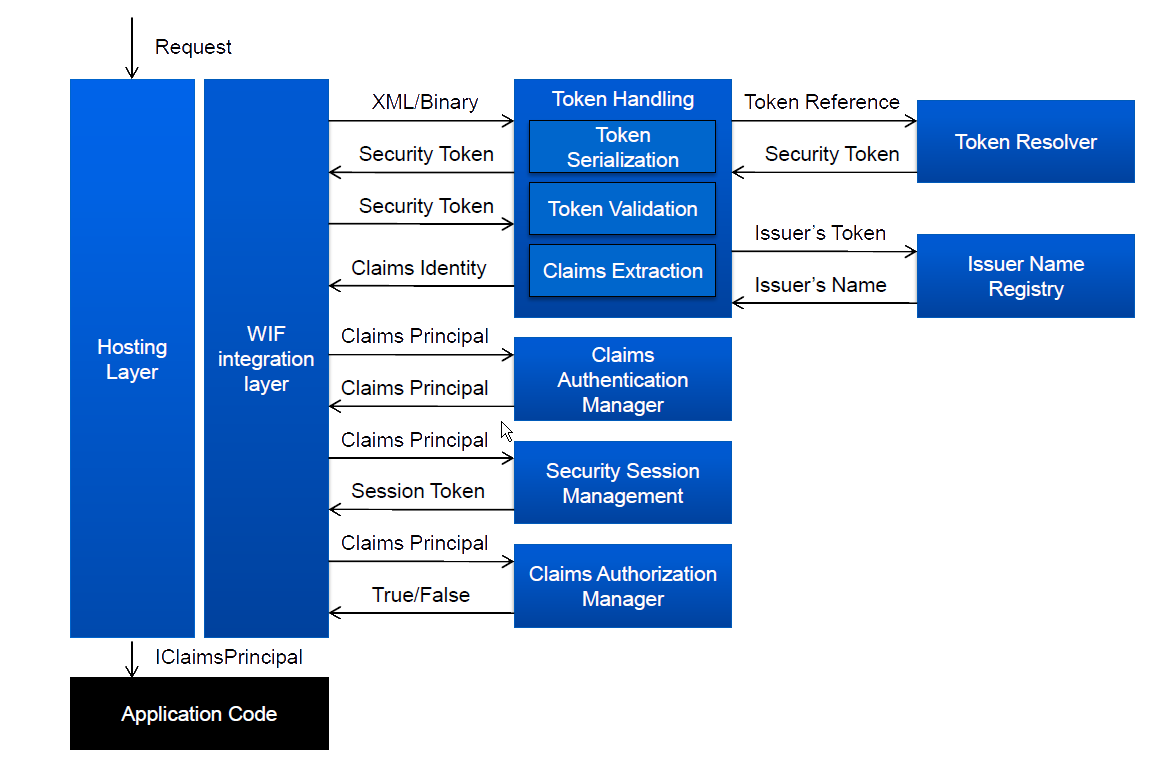 Request
XML/Binary
Token Handling
Token Reference
Token
Serialization
Token Resolver
Security Token
Security Token
Security Token
Token Validation
Issuer’s Token
Claims Identity
Claims Extraction
Issuer Name
Registry
Issuer’s Name
Hosting
Layer
WIF
integration
layer
Claims Principal
Claims
Authentication
Manager
Claims Principal
Claims Principal
Security Session
Management
Session Token
Claims Principal
Claims Authorization
Manager
True/False
IClaimsPrincipal
Application Code